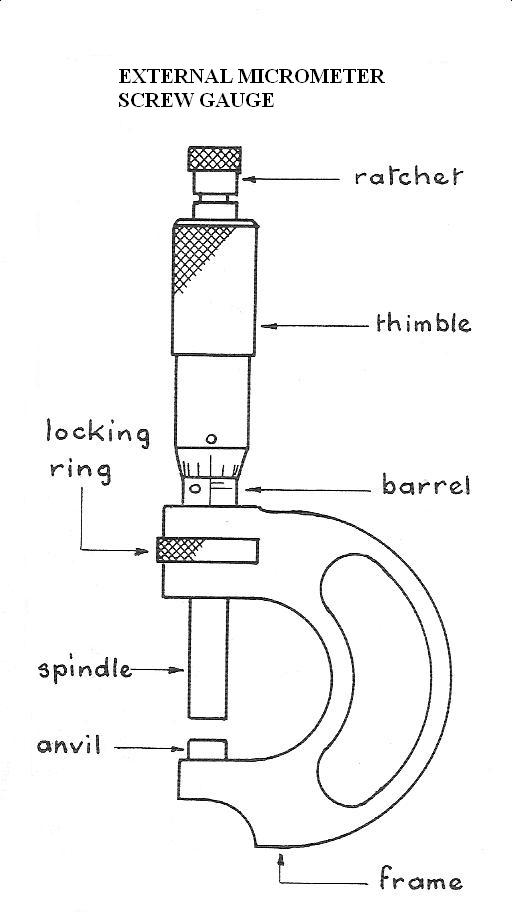 EXTERNAL MICROMETER
SCREW GAUGE
ratchet
thimble
locking
ring
barrel
spindle
anvil
frame